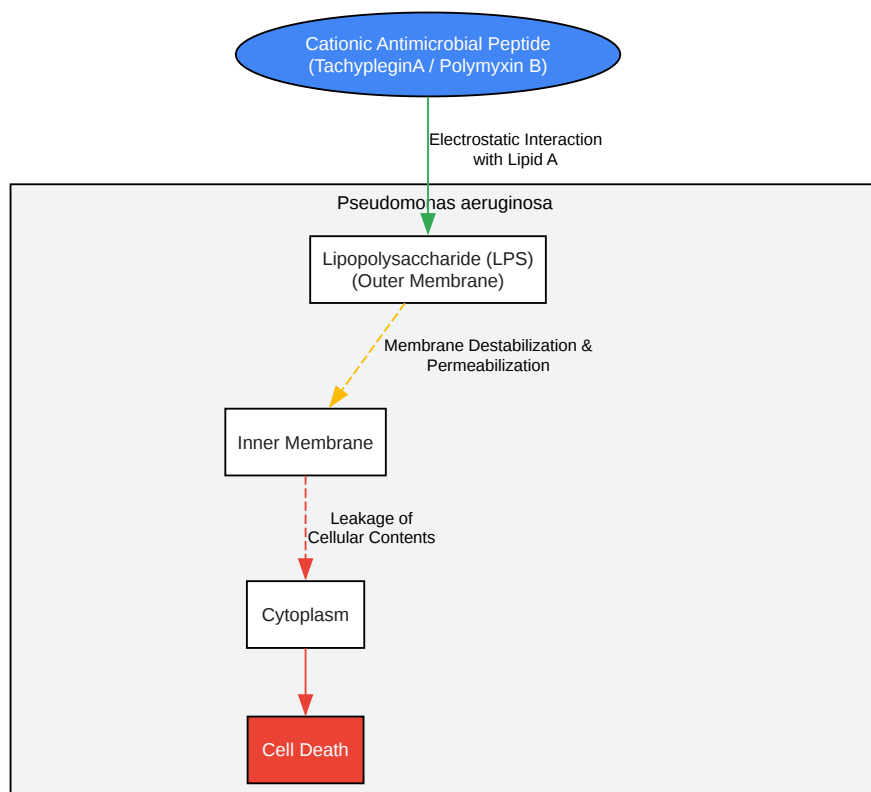 Cationic Antimicrobial Peptide
(TachypleginA / Polymyxin B)
Electrostatic Interaction
with Lipid A
Pseudomonas aeruginosa
Lipopolysaccharide (LPS)
(Outer Membrane)
Membrane Destabilization &
Permeabilization
Inner Membrane
Leakage of
Cellular Contents
Cytoplasm
Cell Death